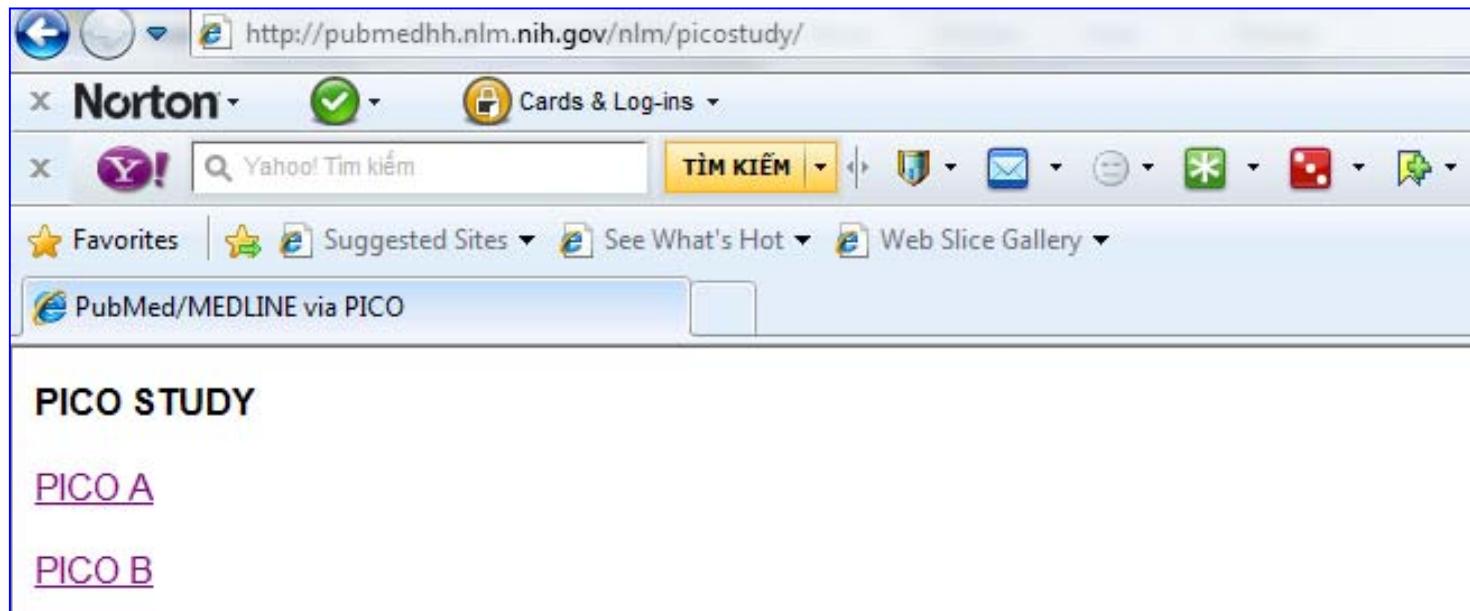 http://pubmedhh.nlm.nih.gov/nlm/picostudy/
x Norton Cards & Log-ins
x Y! Yahoo! Tìm kiếm TÌM KIẾM
Favorites Suggested Sites See What's Hot Web Slice Gallery
PubMed/MEDLINE via PICO
PICO STUDY
PICO A
PICO B